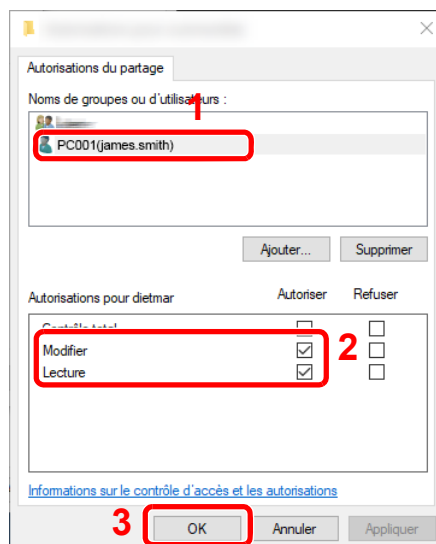 Autorisations du partage
Noms de groupes ou d'utilisateurs :
1
PC001(james.smith)
Ajouter... Supprimer
Autorisations pour dietmar Autoriser Refuser
Contrôle total
Modifier
2
Lecture
Informations sur le contrôle d'accès et les autorisations
3
OK Annuler Appliquer